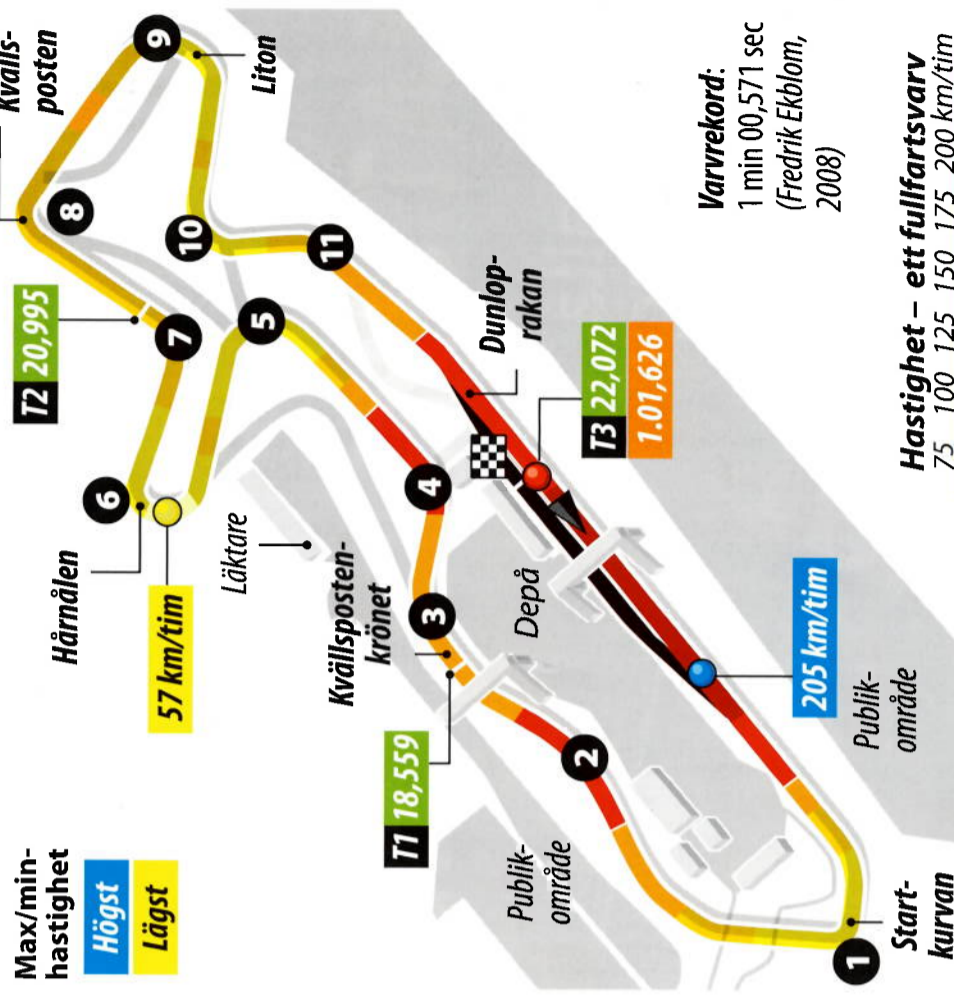 Max/min-
hastighet
Högst
Lägst
Kvälls-
posten
T2 20,995
Hårnålen
57 km/tim
Läktare
Liton
Kvällsposten-
krönet
T1 18,559
Publik-
område
Depå
Dunlop-
rakan
T3 22,072
1.01,626
205 km/tim
Publik-
område
Start-
kurvan
1
2
3
4
5
6
7
8
9
10
11
Varvrekord:
1 min 00,571 sec
(Fredrik Ekblom,
2008)
Hastighet – ett fullfartsvarv
75 100 125 150 175 200 km/tim